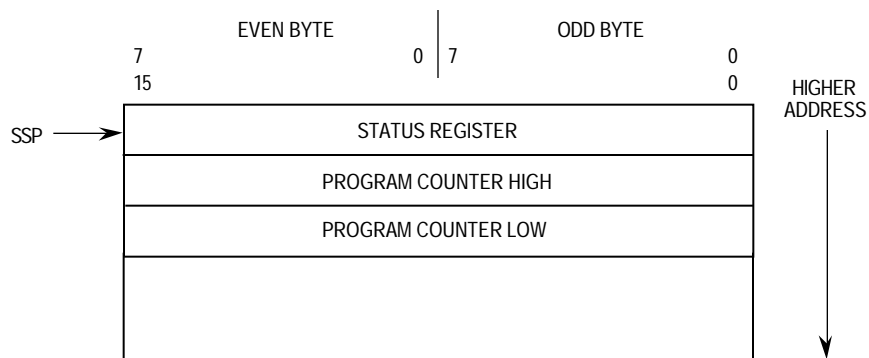 EVEN BYTE ODD BYTE
7 0 7 0
15 0
HIGHER
ADDRESS
SSP STATUS REGISTER
PROGRAM COUNTER HIGH
PROGRAM COUNTER LOW